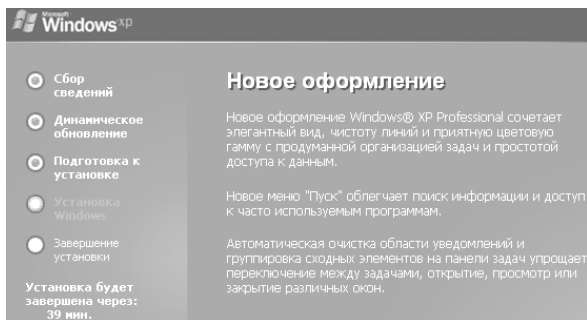 Microsoft
Windows xp
Сбор
сведений
Динамическое
обновление
Подготовка к
установке
Установка
Windows
Завершение
установки
Установка будет
завершена через:
39 мин.
Новое оформление
Новое оформление Windows® XP Professional сочетает
элегантный вид, чистоту линий и приятную цветовую
гамму с продуманной организацией задач и простотой
доступа к данным.
Новое меню "Пуск" облегчает поиск информации и доступ
к часто используемым программам.
Автоматическая очистка области уведомлений и
группировка сходных элементов на панели задач упрощает
переключение между задачами, открытие, просмотр или
закрытие различных окон.